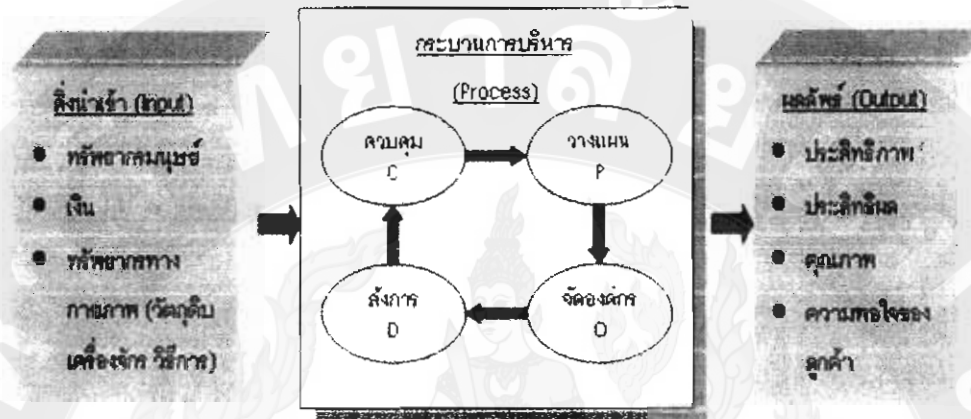 สิ่งนำเข้า (Input)
● ทรัพยากรมนุษย์
● เงิน
● ทรัพยากรทาง
กายภาพ (วัตถุดิบ
เครื่องจักร วิธีการ)
กระบวนการบริหาร
(Process)
ควบคุม
C
วางแผน
P
สั่งการ
D
จัดองค์กร
O
ผลลัพธ์ (Output)
● ประสิทธิภาพ
● ประสิทธิผล
● คุณภาพ
● ความพอใจของ
ลูกค้า